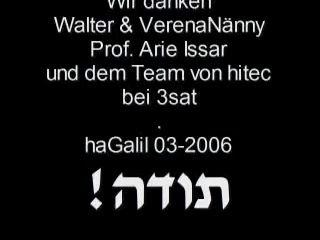 Wir danken
Walter & VerenaNänny
Prof. Arie Issar
und dem Team von hitec
bei 3sat
.
haGalil 03-2006
תודה!